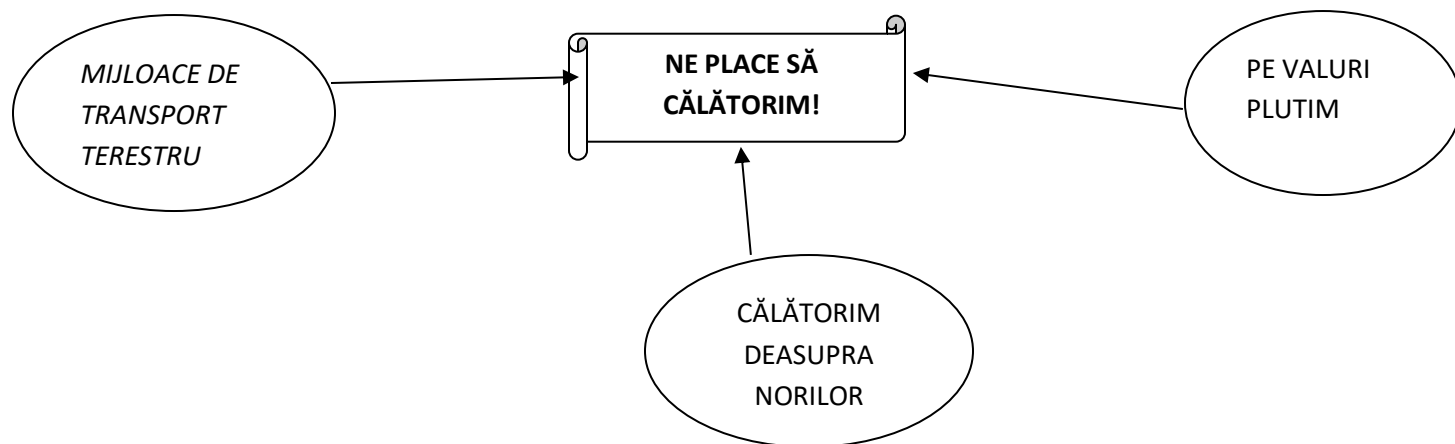 MIJLOACE DE
TRANSPORT
TERESTRU
NE PLACE SĂ
CĂLĂTORIM!
PE VALURI
PLUTIM
CĂLĂTORIM
DEASUPRA
NORILOR